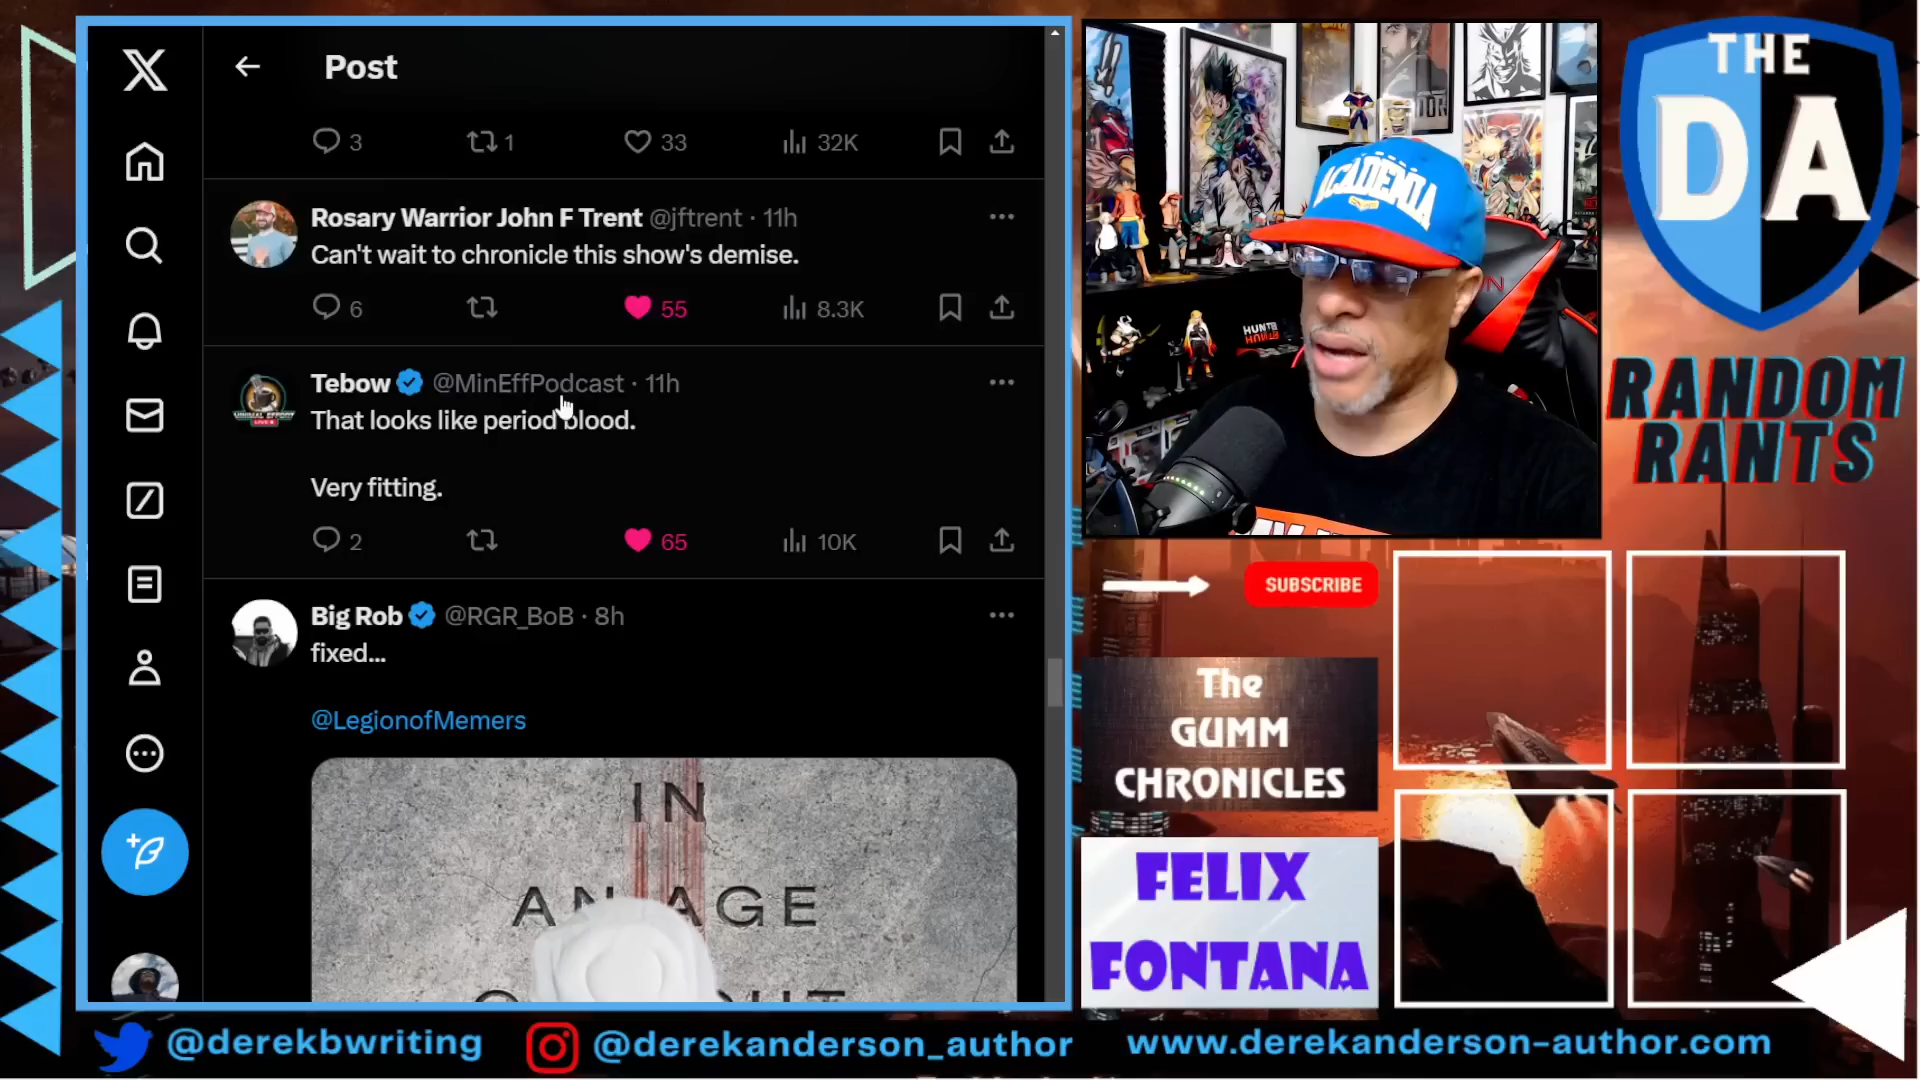 Post
3
1
33
32K
Rosary Warrior John F Trent @jftrent · 11h
Can't wait to chronicle this show's demise.
6
55
8.3K
Tebow @MinEffPodcast · 11h
That looks like period blood.
Very fitting.
2
65
10K
Big Rob @RGR_BoB · 8h
fixed...
@LegionofMemers
IN
AN AGE
ACADEMIA
THE
DA
RANDOM
RANTS
SUBSCRIBE
The
GUMM
CHRONICLES
FELIX
FONTANA
@derekbwriting
@derekanderson_author
www.derekanderson-author.com